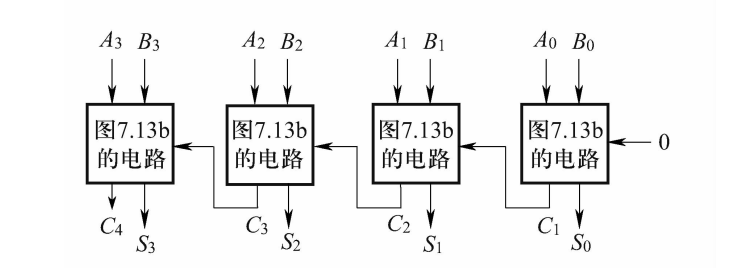 A₃ B₃ A₂ B₂ A₁ B₁ A₀ B₀
图7.13b 图7.13b 图7.13b 图7.13b
的电路 的电路 的电路 的电路 0
C₄ S₃ C₃ S₂ C₂ S₁ C₁ S₀